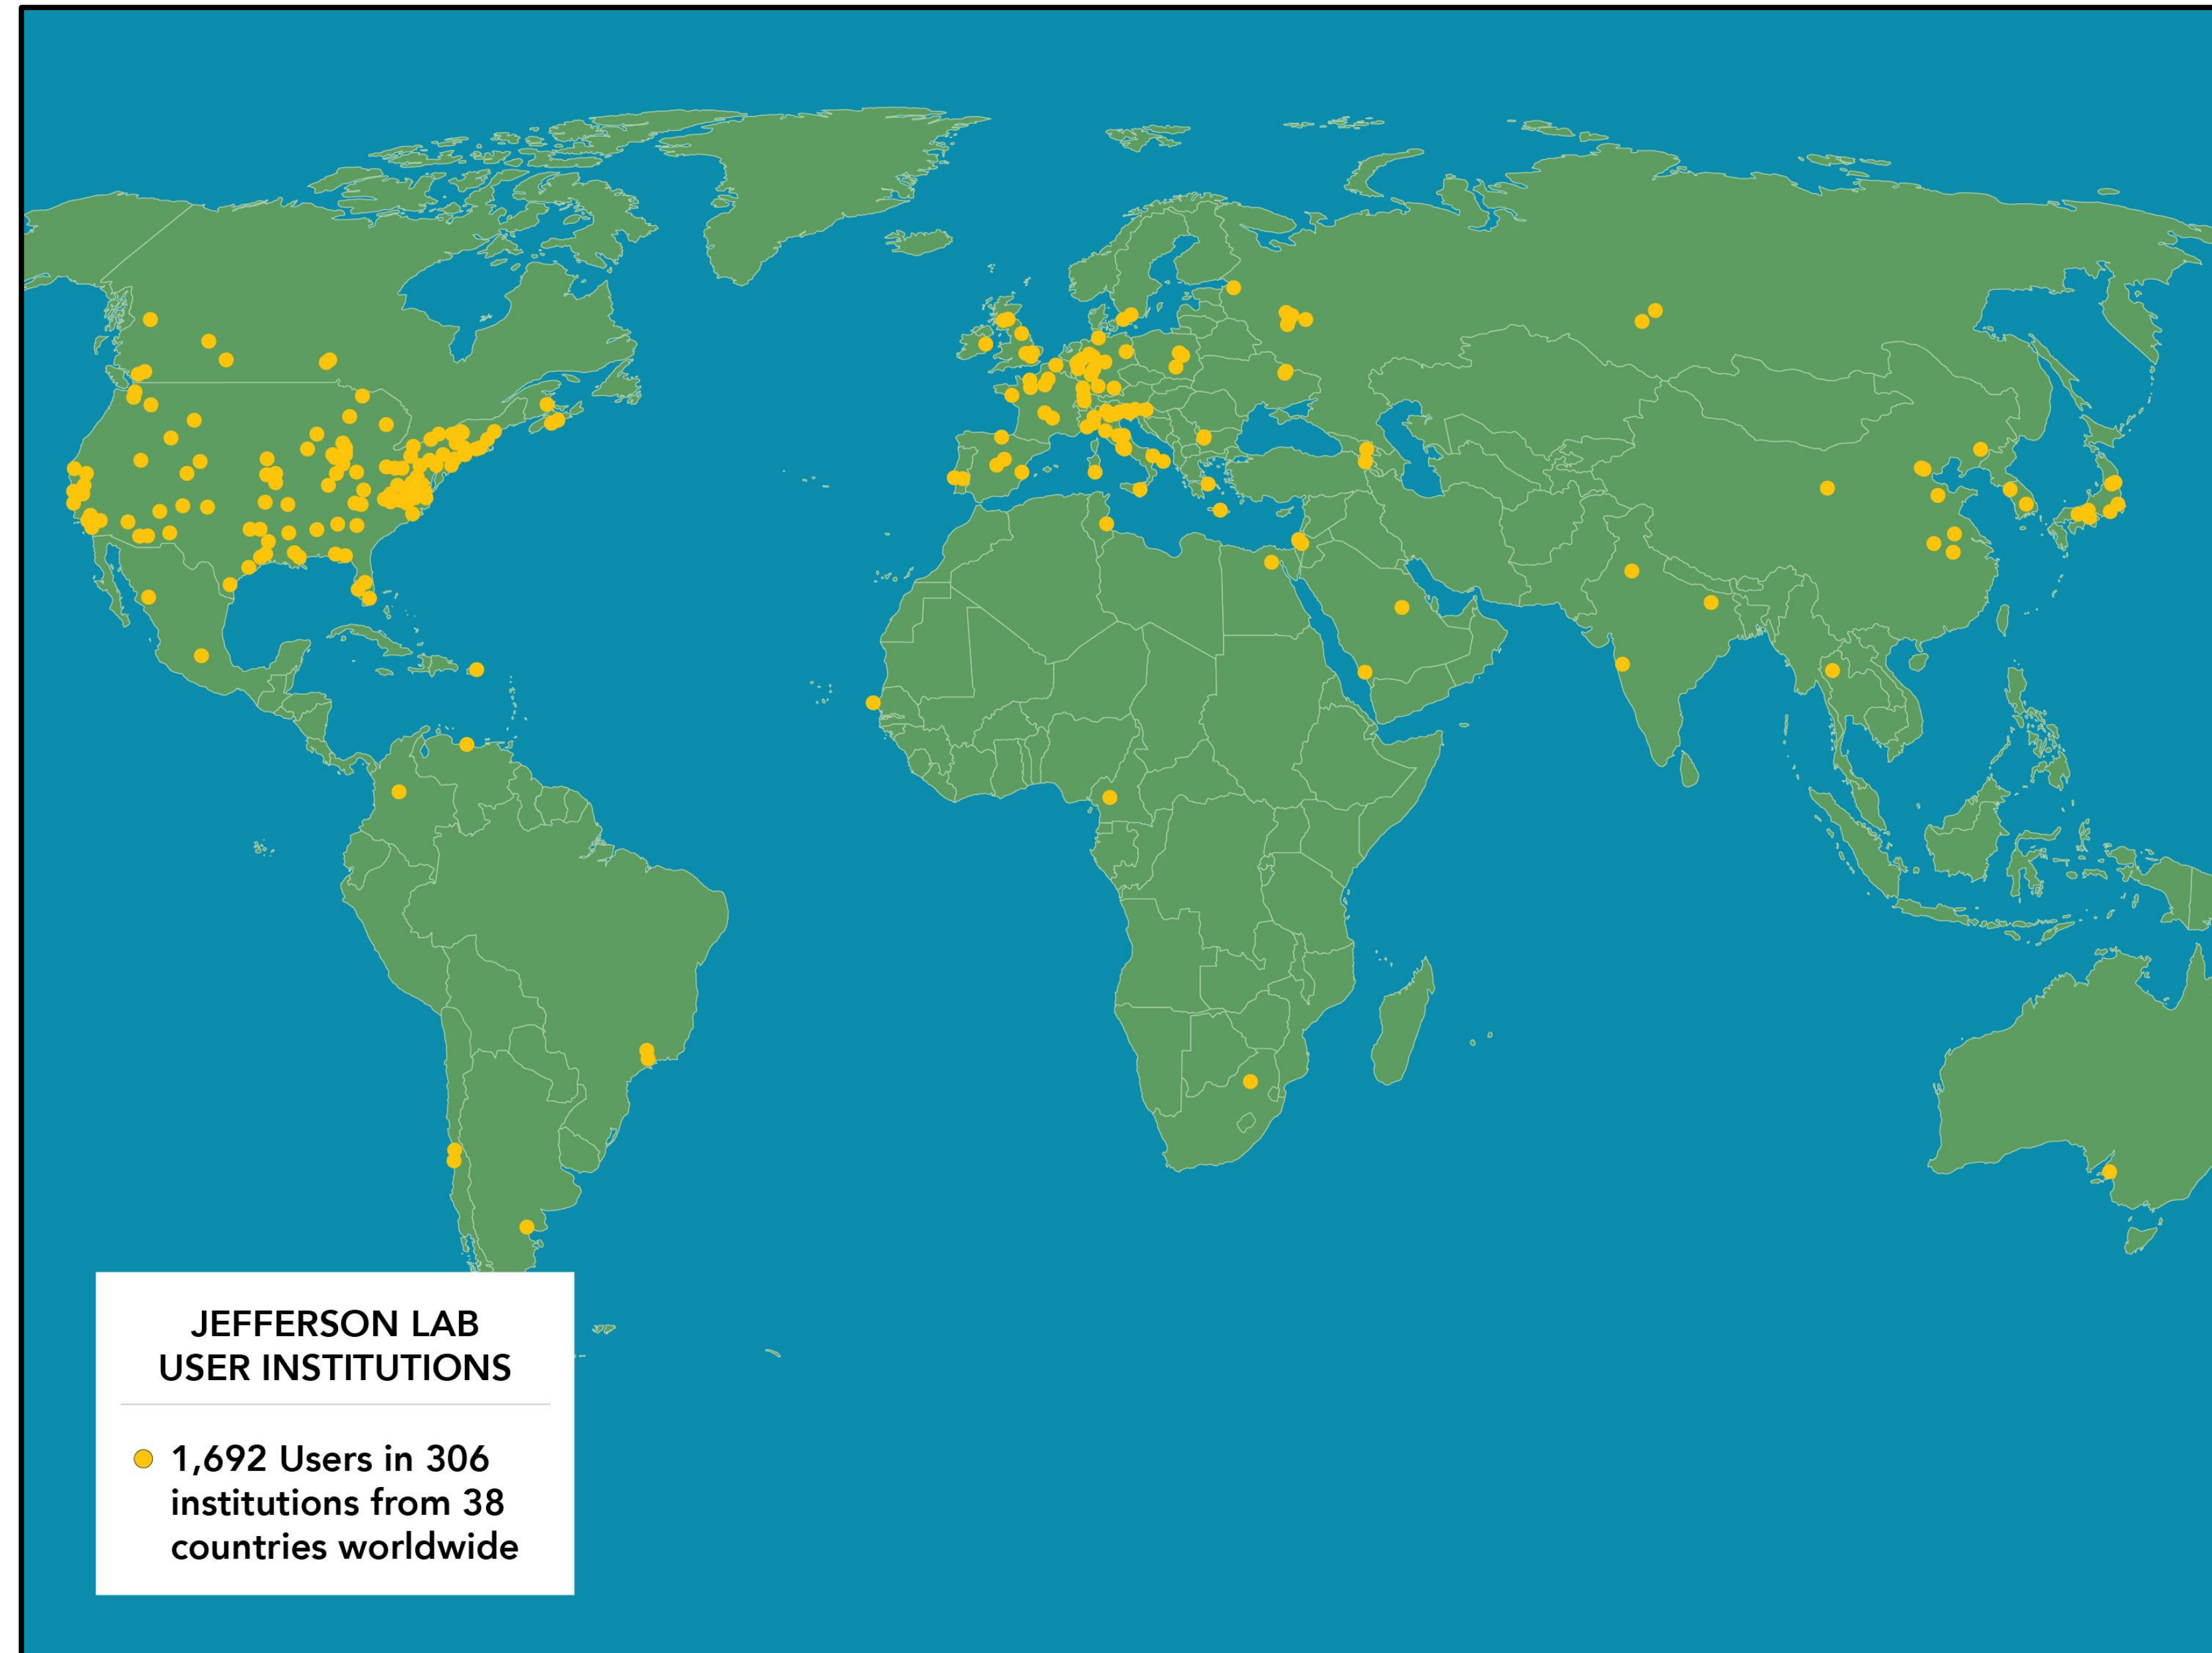 JEFFERSON LAB
USER INSTITUTIONS
1,692 Users in 306
institutions from 38
countries worldwide